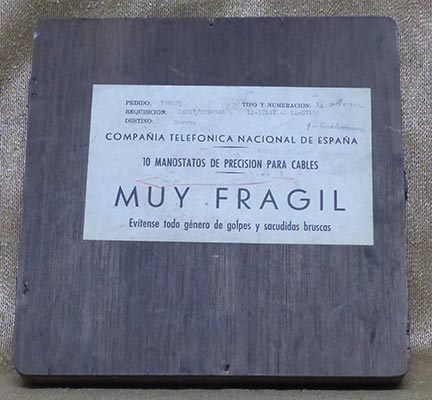 PEDIDO: TIPO Y NUMERACION:
REQUISICION:
DESTINO:
COMPAÑIA TELEFONICA NACIONAL DE ESPAÑA
10 MANOSTATOS DE PRECISION PARA CABLES
MUY FRAGIL
Evítense todo género de golpes y sacudidas bruscas